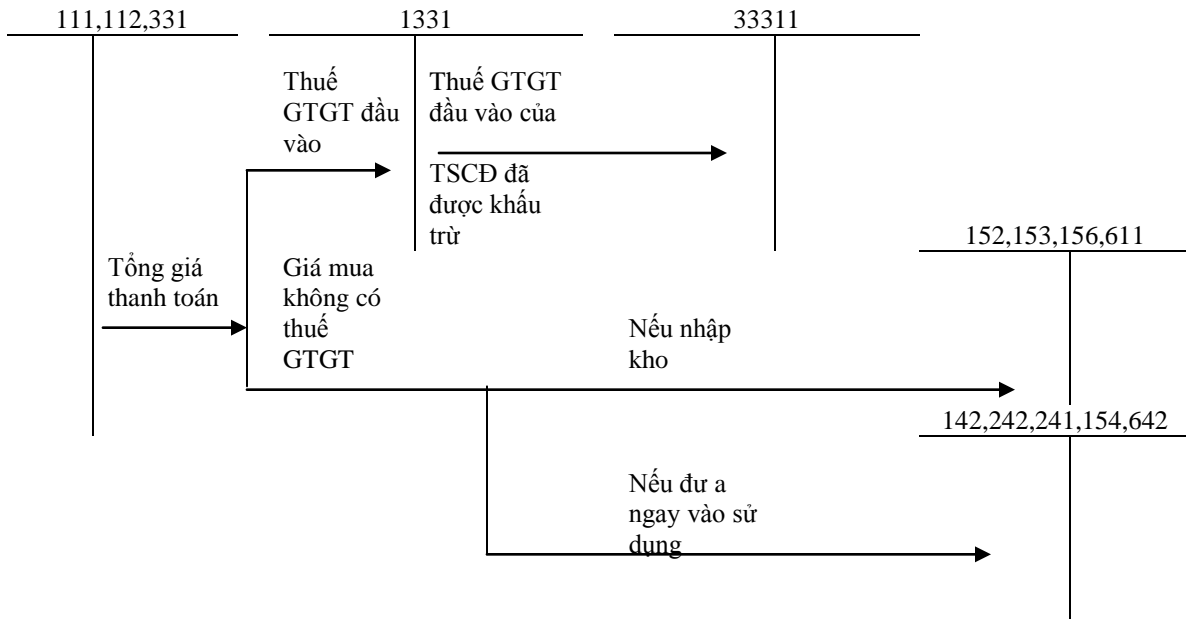 111,112,331
1331
33311
Thuế
GTGT đầu
vào
Thuế GTGT
đầu vào của
TSCĐ đã
được khấu
trừ
152,153,156,611
Tổng giá
thanh toán
Giá mua
không có
thuế
GTGT
Nếu nhập
kho
142,242,241,154,642
Nếu đư a
ngay vào sử
dụng